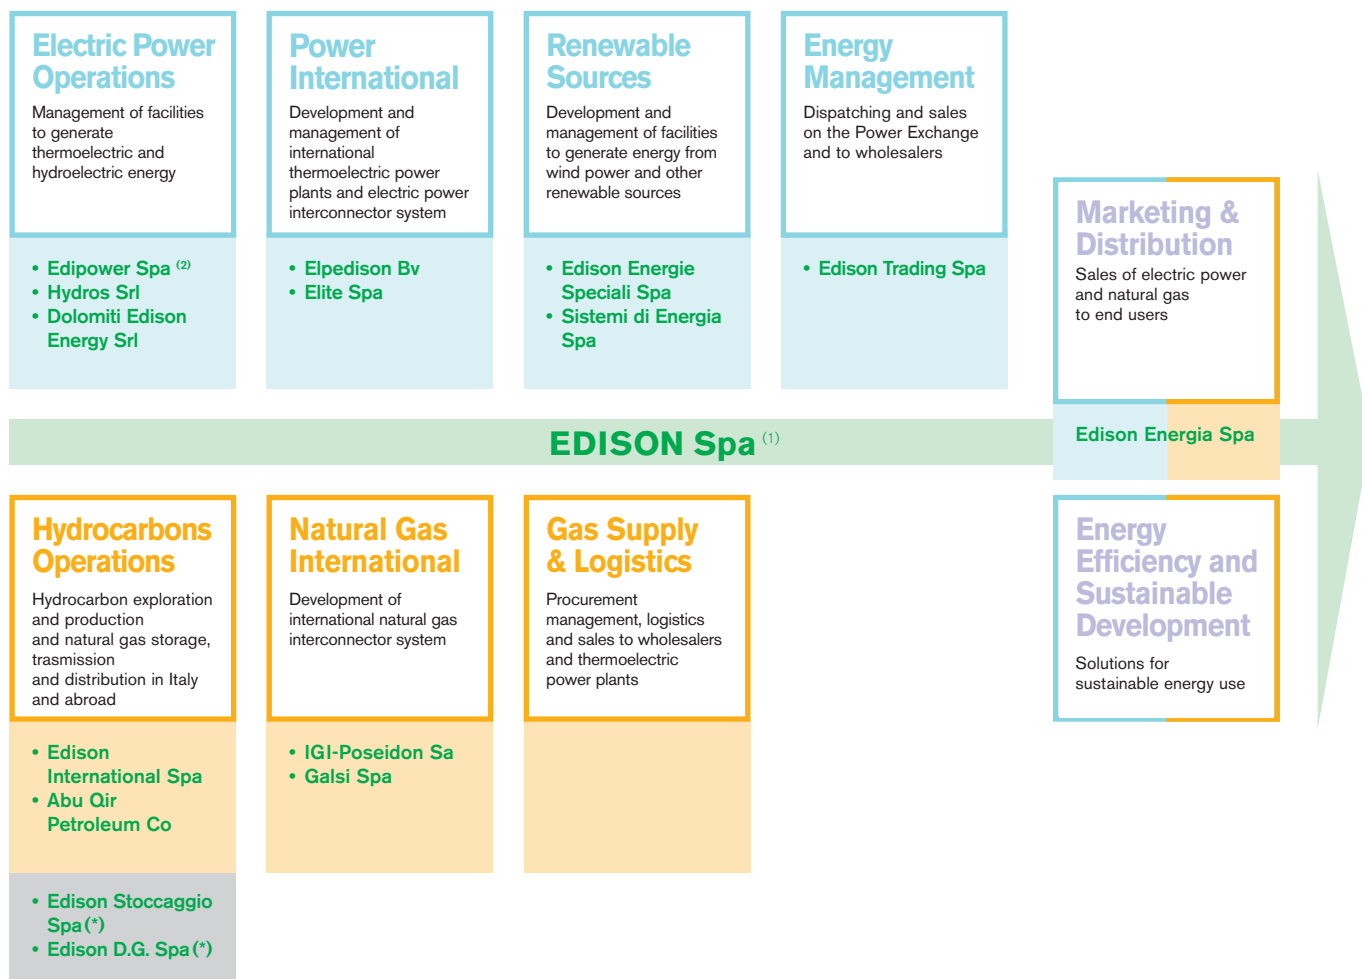 Electric Power
Operations
Management of facilities
to generate
thermoelectric and
hydroelectric energy
• Edipower Spa (2)
• Hydros Srl
• Dolomiti Edison
Energy Srl
Power
International
Development and
management of
international
thermoelectric power
plants and electric power
interconnector system
• Elpedison Bv
• Elite Spa
Renewable
Sources
Development and
management of facilities
to generate energy from
wind power and other
renewable sources
• Edison Energie
Speciali Spa
• Sistemi di Energia
Spa
Energy
Management
Dispatching and sales
on the Power Exchange
and to wholesalers
• Edison Trading Spa
Marketing &
Distribution
Sales of electric power
and natural gas
to end users
Edison Energia Spa
EDISON Spa (1)
Hydrocarbons
Operations
Hydrocarbon exploration
and production
and natural gas storage,
trasmission
and distribution in Italy
and abroad
• Edison
International Spa
• Abu Qir
Petroleum Co
• Edison Stoccaggio
Spa (*)
• Edison D.G. Spa (*)
Natural Gas
International
Development of
international natural gas
interconnector system
• IGI-Poseidon Sa
• Galsi Spa
Gas Supply
& Logistics
Procurement
management, logistics
and sales to wholesalers
and thermoelectric
power plants
Energy
Efficiency and
Sustainable
Development
Solutions for
sustainable energy use